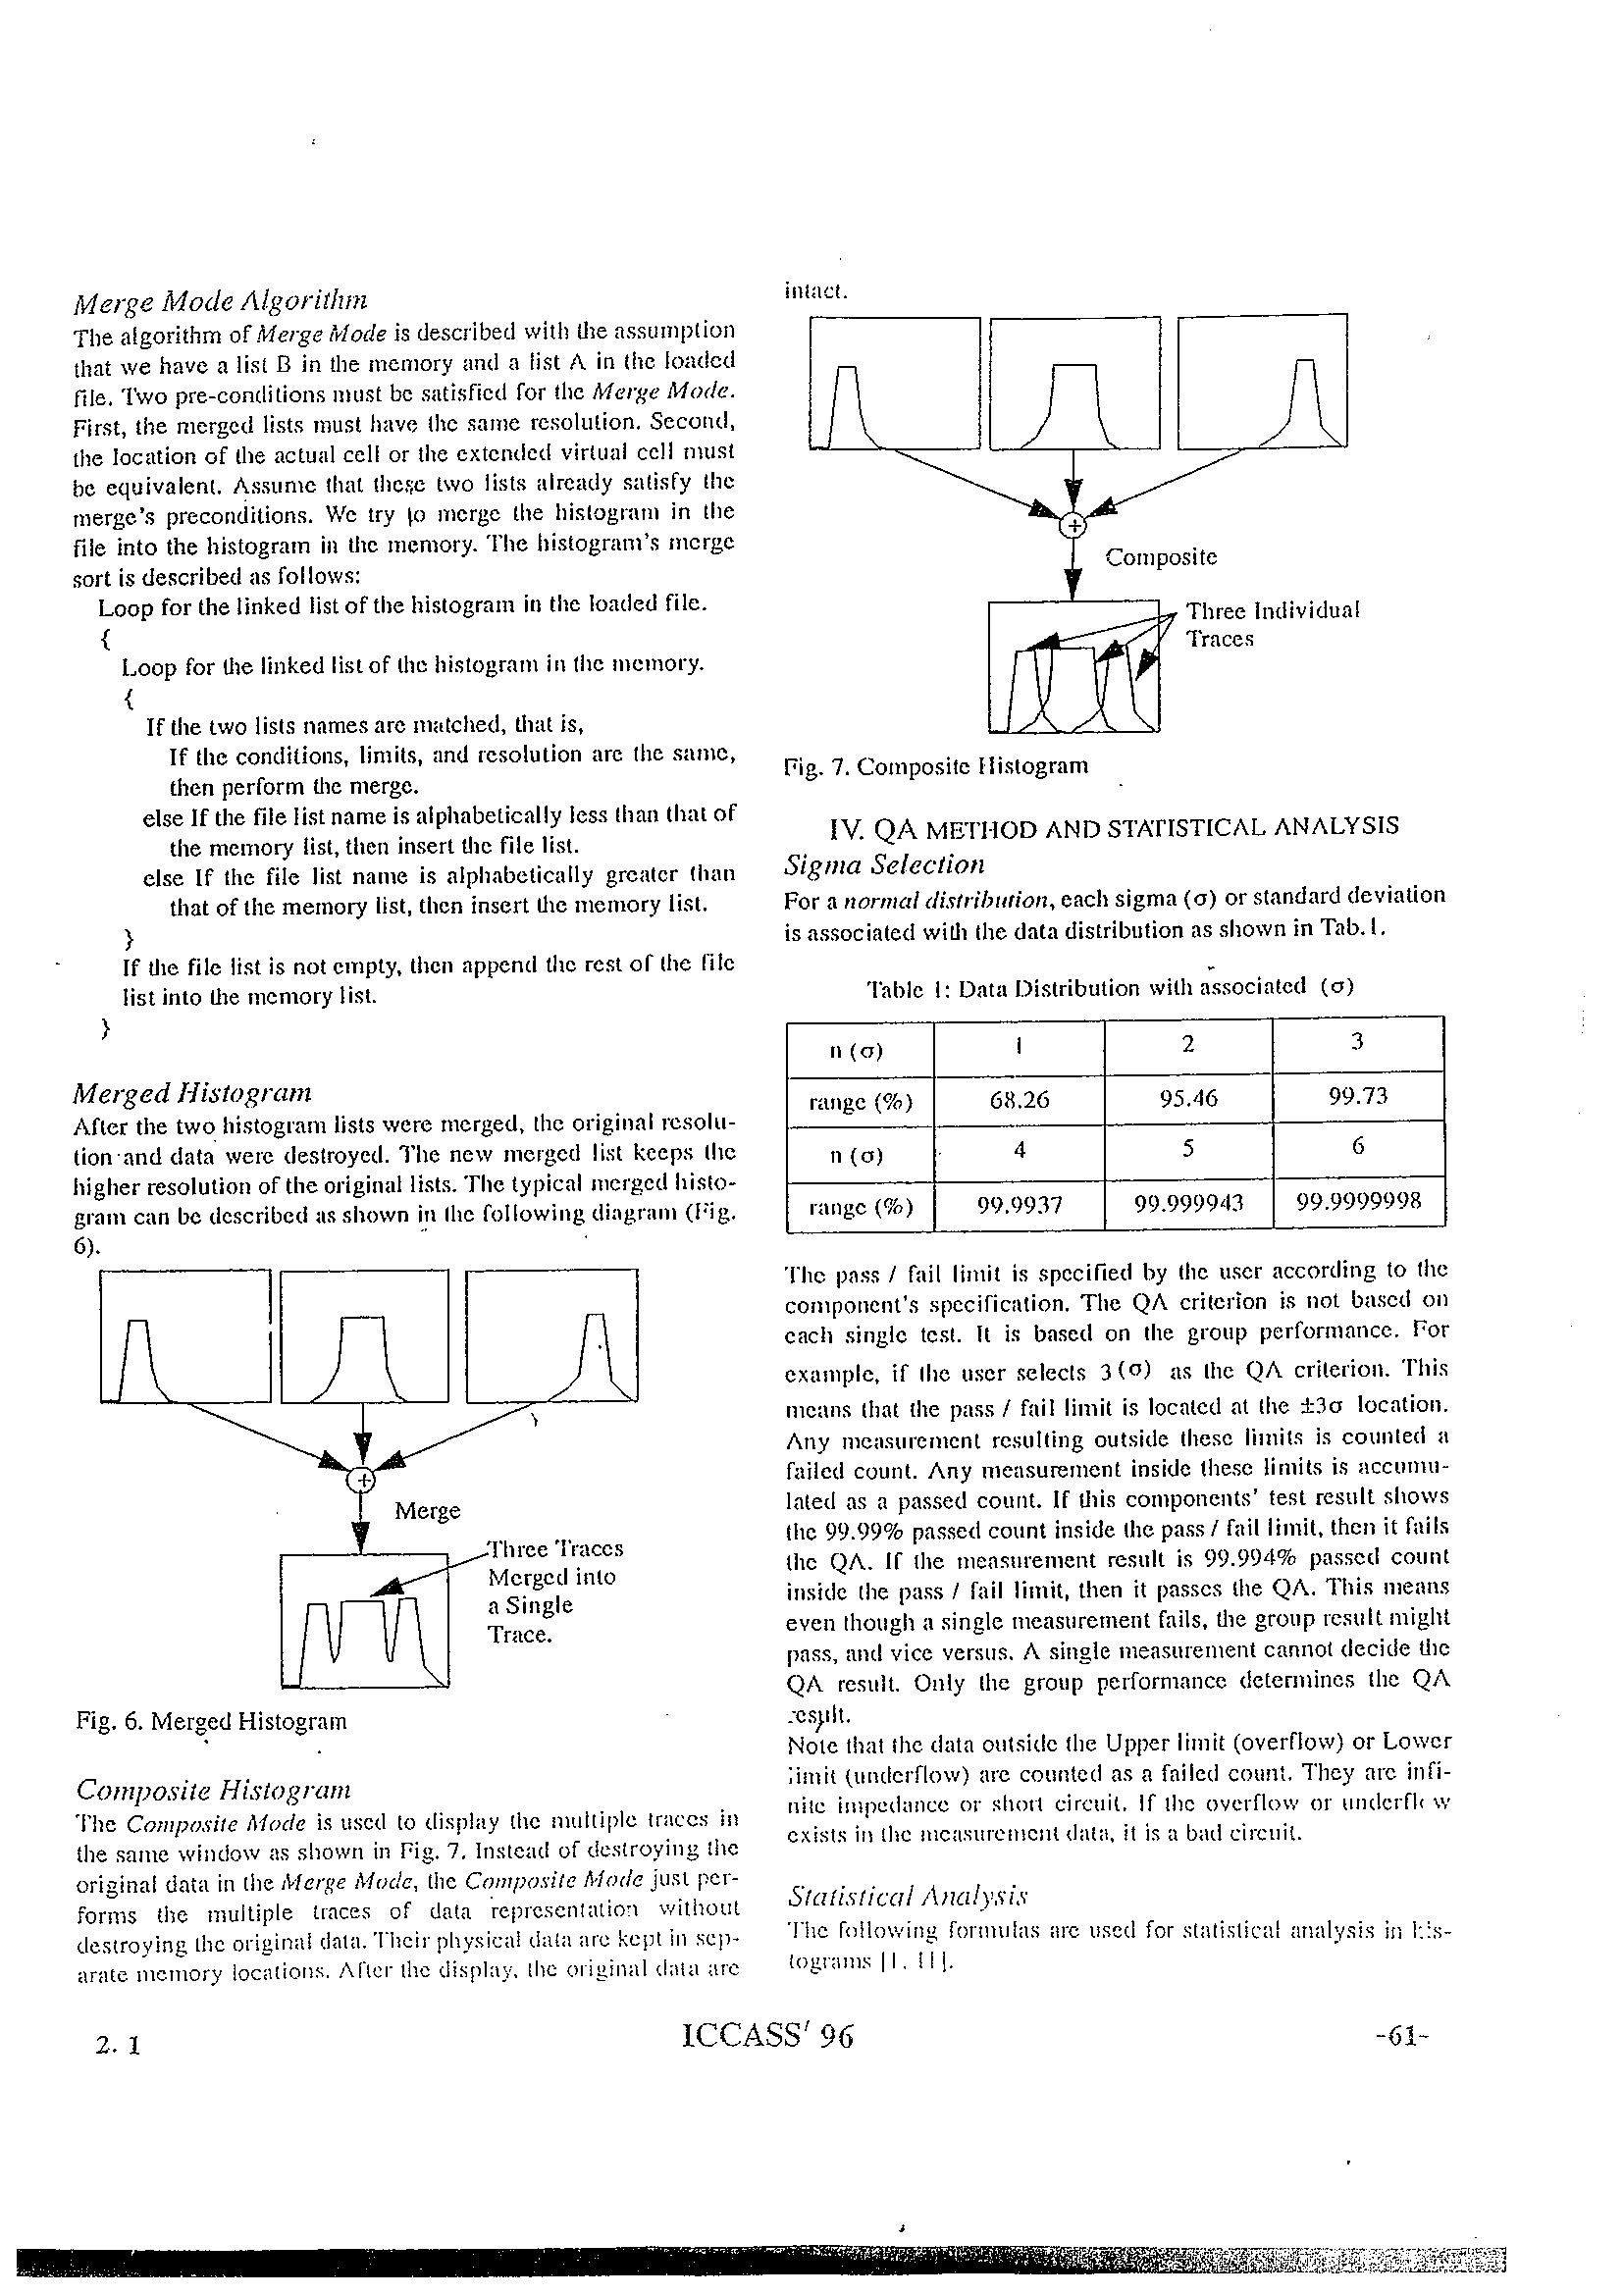 Merge Mode Algorithm
The algorithm of Merge Mode is described with the assumption
that we have a list B in the memory and a list A in the loaded
file. Two pre-conditions must be satisfied for the Merge Mode.
First, the merged lists must have the same resolution. Second,
the location of the actual cell or the extended virtual cell must
be equivalent. Assume that these two lists already satisfy the
merge's preconditions. We try to merge the histogram in the
file into the histogram in the memory. The histogram's merge
sort is described as follows:
Loop for the linked list of the histogram in the loaded file.
{
Loop for the linked list of the histogram in the memory.
{
If the two lists names are matched, that is,
If the conditions, limits, and resolution are the same,
then perform the merge.
else If the file list name is alphabetically less than that of
the memory list, then insert the file list.
else If the file list name is alphabetically greater than
that of the memory list, then insert the memory list.
}
If the file list is not empty, then append the rest of the file
list into the memory list.
}
Merged Histogram
After the two histogram lists were merged, the original resolu-
tion and data were destroyed. The new merged list keeps the
higher resolution of the original lists. The typical merged histo-
gram can be described as shown in the following diagram (Fig.
6).
+
Merge
Three Traces
Merged into
a Single
Trace.
Fig. 6. Merged Histogram
Composite Histogram
The Composite Mode is used to display the multiple traces in
the same window as shown in Fig. 7. Instead of destroying the
original data in the Merge Mode, the Composite Mode just per-
forms the multiple traces of data representation without
destroying the original data. Their physical data are kept in sep-
arate memory locations. After the display, the original data are
intact.
+
Composite
Three Individual
Traces
Fig. 7. Composite Histogram
IV. QA METHOD AND STATISTICAL ANALYSIS
Sigma Selection
For a normal distribution, each sigma (σ) or standard deviation
is associated with the data distribution as shown in Tab.1.
Table 1: Data Distribution with associated (σ)
n (σ) 1 2 3
range (%) 68.26 95.46 99.73
n (σ) 4 5 6
range (%) 99.9937 99.999943 99.9999998
The pass / fail limit is specified by the user according to the
component's specification. The QA criterion is not based on
each single test. It is based on the group performance. For
example, if the user selects 3(σ) as the QA criterion. This
means that the pass / fail limit is located at the ±3σ location.
Any measurement resulting outside these limits is counted a
failed count. Any measurement inside these limits is accumu-
lated as a passed count. If this components' test result shows
the 99.99% passed count inside the pass / fail limit, then it fails
the QA. If the measurement result is 99.994% passed count
inside the pass / fail limit, then it passes the QA. This means
even though a single measurement fails, the group result might
pass, and vice versus. A single measurement cannot decide the
QA result. Only the group performance determines the QA
result.
Note that the data outside the Upper limit (overflow) or Lower
limit (underflow) are counted as a failed count. They are infi-
nite impedance or short circuit. If the overflow or underflow
exists in the measurement data, it is a bad circuit.
Statistical Analysis
The following formulas are used for statistical analysis in his-
tograms [1, 11].
2. 1 ICCASS' 96 -61-